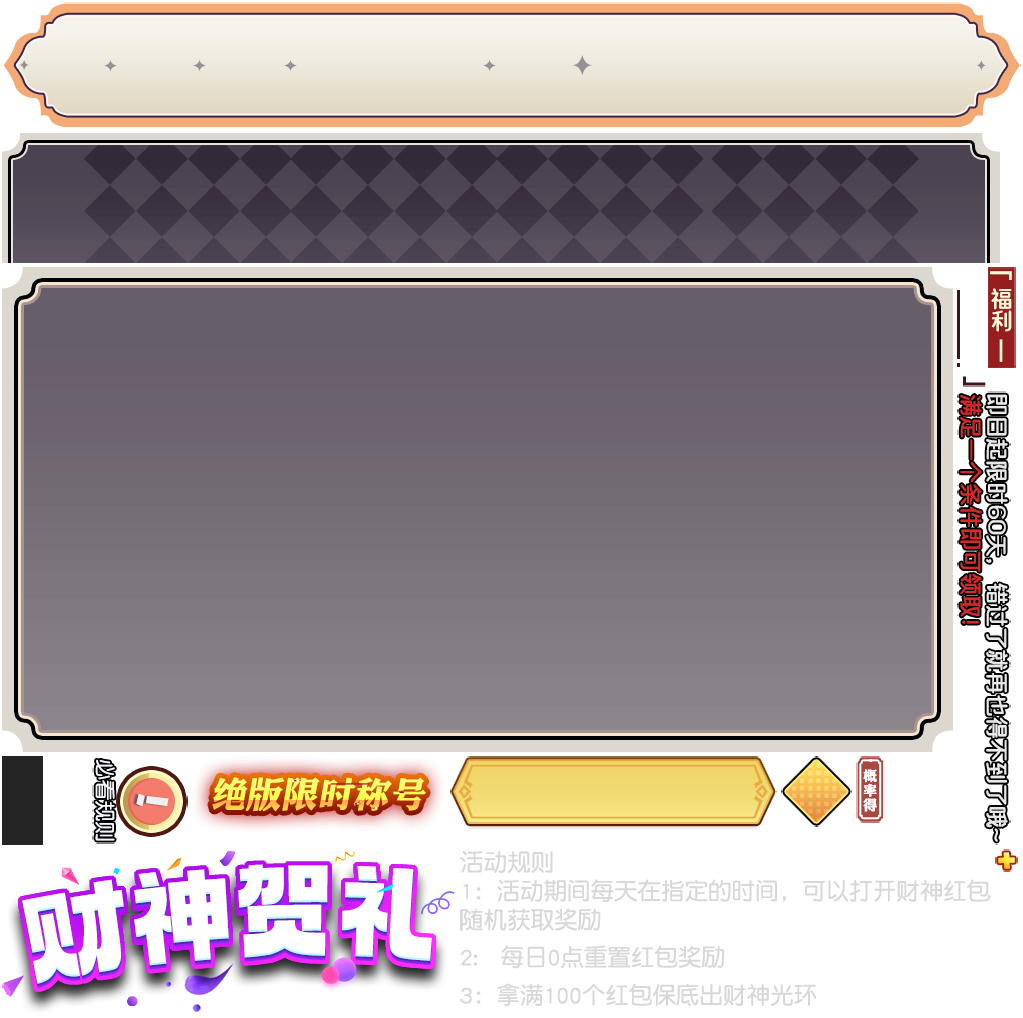 「福利一
」
即日起限时60天，错过了就再也得不到了哦~
满足一个条件即可领取！
必看规则
绝版限时称号
概率得
财神贺礼
活动规则
1：活动期间每天在指定的时间，可以打开财神红包
随机获取奖励
2： 每日0点重置红包奖励
3：拿满100个红包保底出财神光环